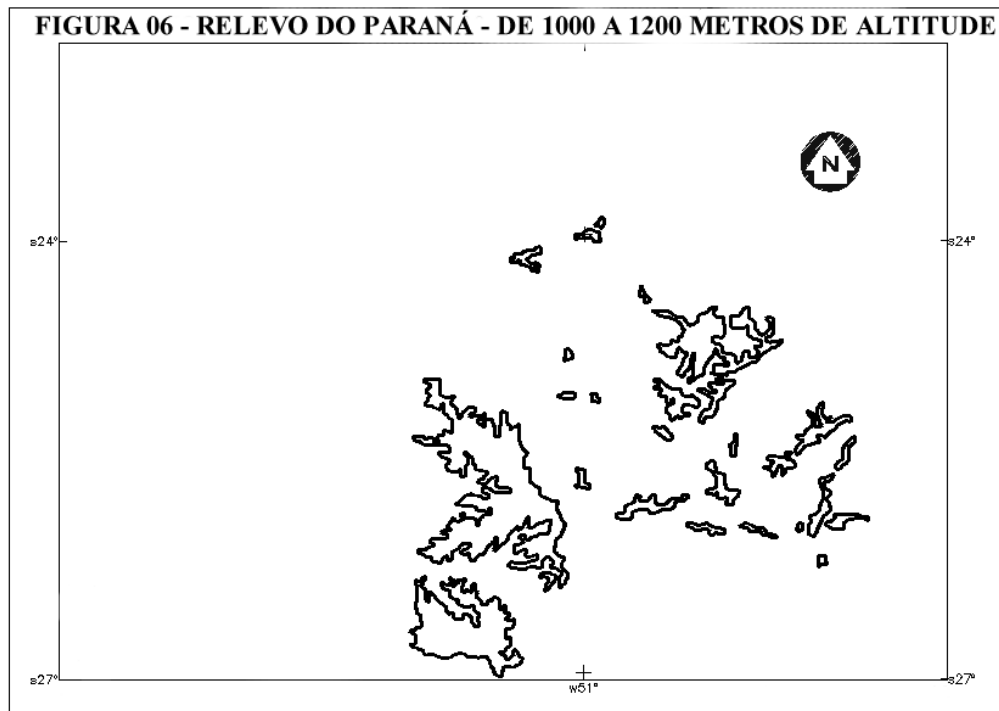 FIGURA 06 - RELEVO DO PARANÁ - DE 1000 A 1200 METROS DE ALTITUDE
N
s24° s24°
s27° s27°
w51°